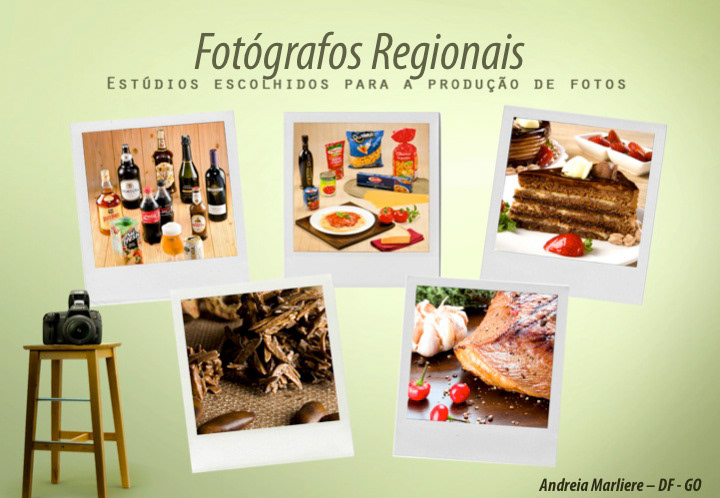 Fotógrafos Regionais
ESTÚDIOS ESCOLHIDOS PARA A PRODUÇÃO DE FOTOS
Andreia Marliere – DF - GO